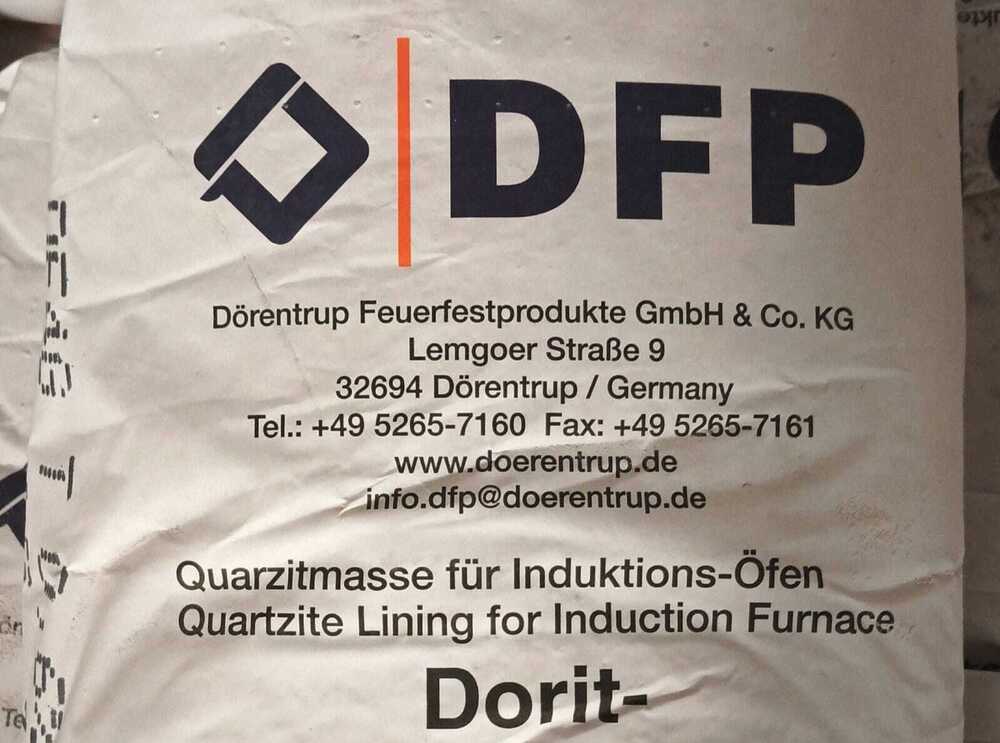 DFP
Dörentrup Feuerfestprodukte GmbH & Co. KG
Lemgoer Straße 9
32694 Dörentrup / Germany
Tel.: +49 5265-7160 Fax: +49 5265-7161
www.doerentrup.de
info.dfp@doerentrup.de
Quarzitmasse für Induktions-Öfen
Quartzite Lining for Induction Furnace
Dorit-